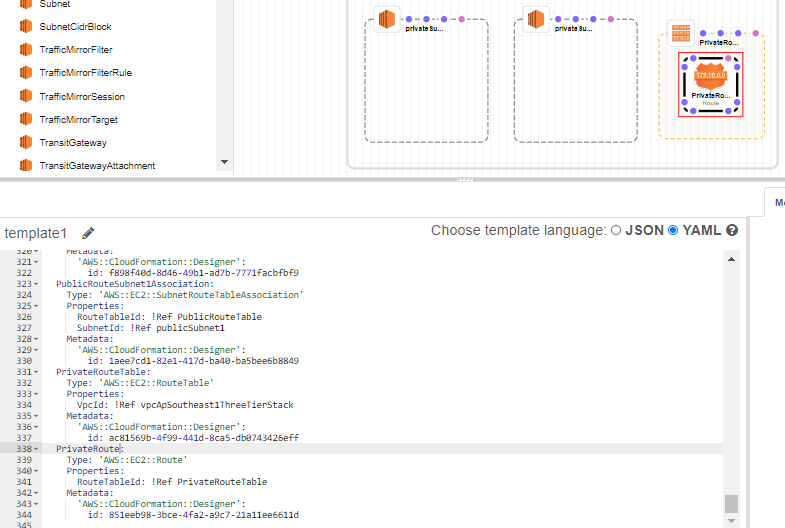 Subnet
SubnetCidrBlock
TrafficMirrorFilter
TrafficMirrorFilterRule
TrafficMirrorSession
TrafficMirrorTarget
TransitGateway
TransitGatewayAttachment
private Su...
private Su...
PrivateRo...
172.16.0.0
PrivateRo...
Route
template1
Choose template language: JSON YAML
320 Metadata:
321 'AWS::CloudFormation::Designer':
322 id: f898f40d-8d46-49b1-ad7b-7771facbfbf9
323 PublicRouteSubnet1Association:
324 Type: 'AWS::EC2::SubnetRouteTableAssociation'
325 Properties:
326 RouteTableId: !Ref PublicRouteTable
327 SubnetId: !Ref publicSubnet1
328 Metadata:
329 'AWS::CloudFormation::Designer':
330 id: 1aee7cd1-82e1-417d-ba40-ba5bee6b8849
331 PrivateRouteTable:
332 Type: 'AWS::EC2::RouteTable'
333 Properties:
334 VpcId: !Ref vpcApSoutheast1ThreeTierStack
335 Metadata:
336 'AWS::CloudFormation::Designer':
337 id: ac81569b-4f99-441d-8ca5-db0743426eff
338 PrivateRoute:
339 Type: 'AWS::EC2::Route'
340 Properties:
341 RouteTableId: !Ref PrivateRouteTable
342 Metadata:
343 'AWS::CloudFormation::Designer':
344 id: 851eeb98-3bce-4fa2-a9c7-21a11ee6611d
345